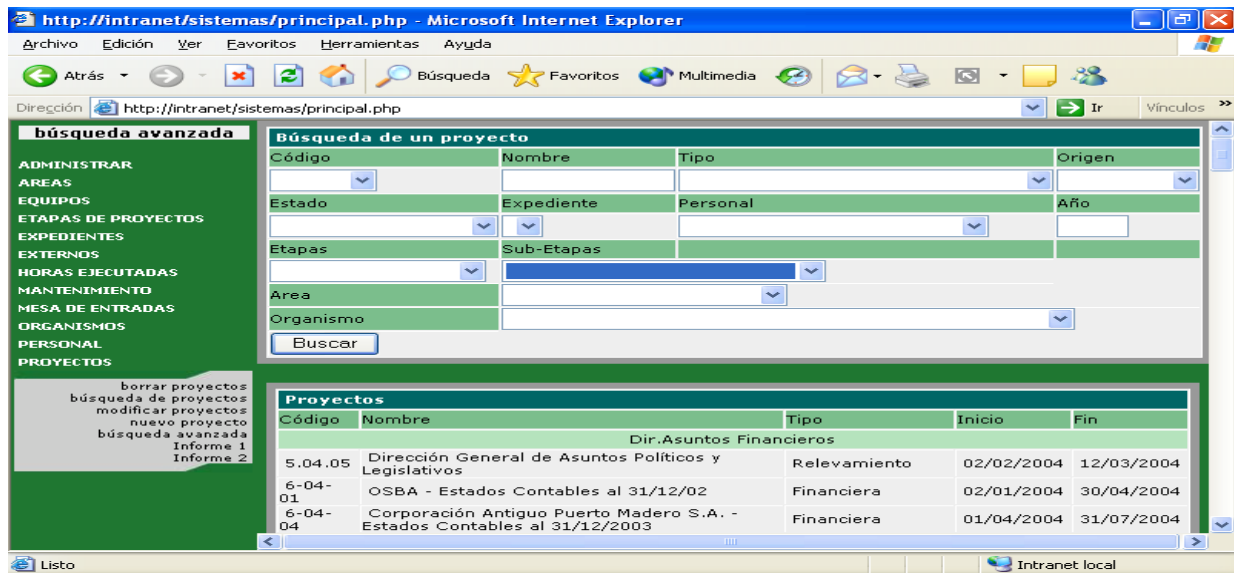 http://intranet/sistemas/principal.php - Microsoft Internet Explorer
Archivo Edición Ver Favoritos Herramientas Ayuda
Atrás Búsqueda Favoritos Multimedia
Dirección http://intranet/sistemas/principal.php Ir Vínculos »
búsqueda avanzada
ADMINISTRAR
AREAS
EQUIPOS
ETAPAS DE PROYECTOS
EXPEDIENTES
EXTERNOS
HORAS EJECUTADAS
MANTENIMIENTO
MESA DE ENTRADAS
ORGANISMOS
PERSONAL
PROYECTOS
borrar proyectos
búsqueda de proyectos
modificar proyectos
nuevo proyecto
búsqueda avanzada
Informe 1
Informe 2
Búsqueda de un proyecto
Código Nombre Tipo Origen
Estado Expediente Personal Año
Etapas Sub-Etapas
Area
Organismo
Buscar
Proyectos
Código Nombre Tipo Inicio Fin
Dir.Asuntos Financieros
5.04.05 Dirección General de Asuntos Políticos y Legislativos Relevamiento 02/02/2004 12/03/2004
6-04-01 OSBA - Estados Contables al 31/12/02 Financiera 02/01/2004 30/04/2004
6-04-04 Corporación Antiguo Puerto Madero S.A. - Estados Contables al 31/12/2003 Financiera 01/04/2004 31/07/2004
Listo Intranet local